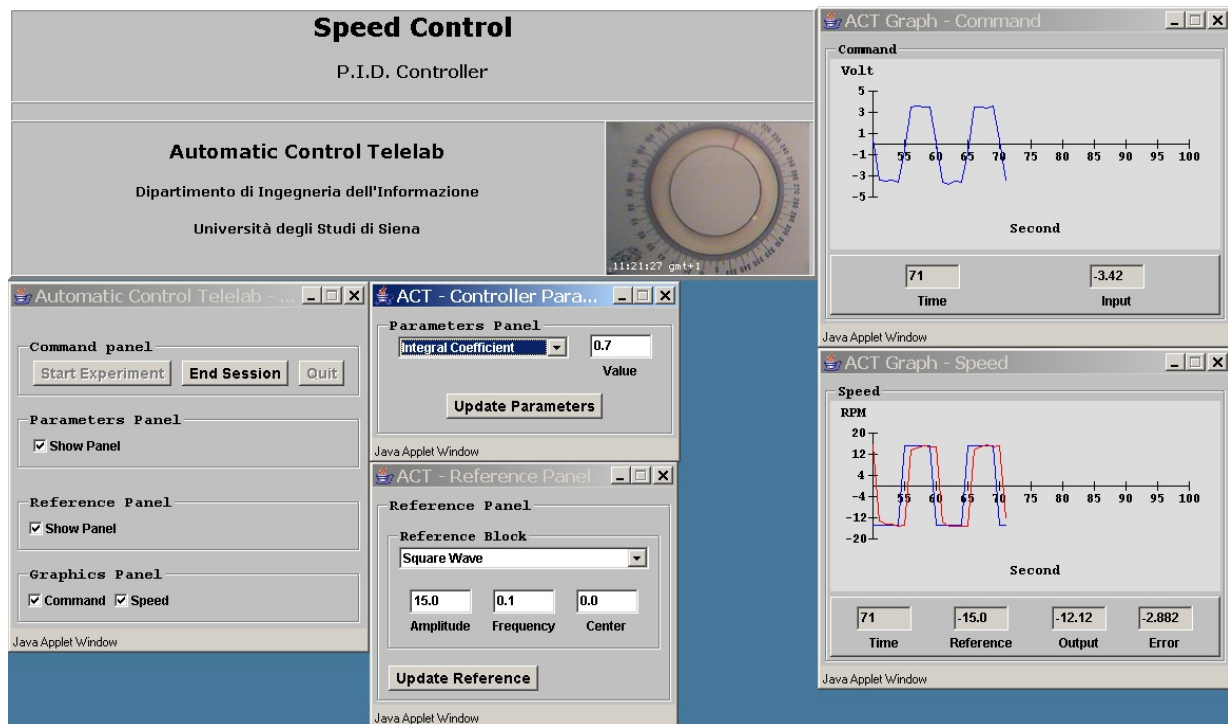 Speed Control
P.I.D. Controller
Automatic Control Telelab
Dipartimento di Ingegneria dell'Informazione
Università degli Studi di Siena
11:21:27 gmt+1
Automatic Control Telelab - ...
Command panel
Start Experiment End Session Quit
Parameters Panel
Show Panel
Reference Panel
Show Panel
Graphics Panel
Command Speed
Java Applet Window
ACT - Controller Para...
Parameters Panel
Integral Coefficient 0.7
Value
Update Parameters
Java Applet Window
ACT - Reference Panel
Reference Panel
Reference Block
Square Wave
15.0 0.1 0.0
Amplitude Frequency Center
Update Reference
Java Applet Window
ACT Graph - Command
Command
Volt
5
3
1
-1
-3
-5
55 60 65 70 75 80 85 90 95 100
Second
71 -3.42
Time Input
Java Applet Window
ACT Graph - Speed
Speed
RPM
20
12
4
-4
-12
-20
55 60 65 70 75 80 85 90 95 100
Second
71 -15.0 -12.12 -2.882
Time Reference Output Error
Java Applet Window